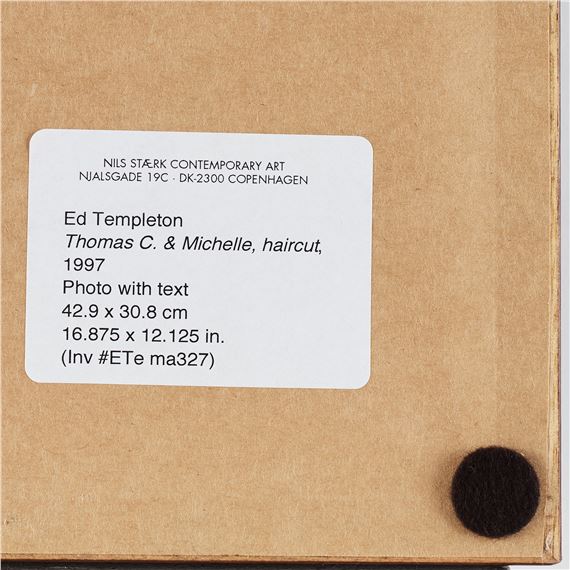 NILS STÆRK CONTEMPORARY ART
NJALSGADE 19C · DK-2300 COPENHAGEN
Ed Templeton
Thomas C. & Michelle, haircut,
1997
Photo with text
42.9 x 30.8 cm
16.875 x 12.125 in.
(Inv #ETe ma327)